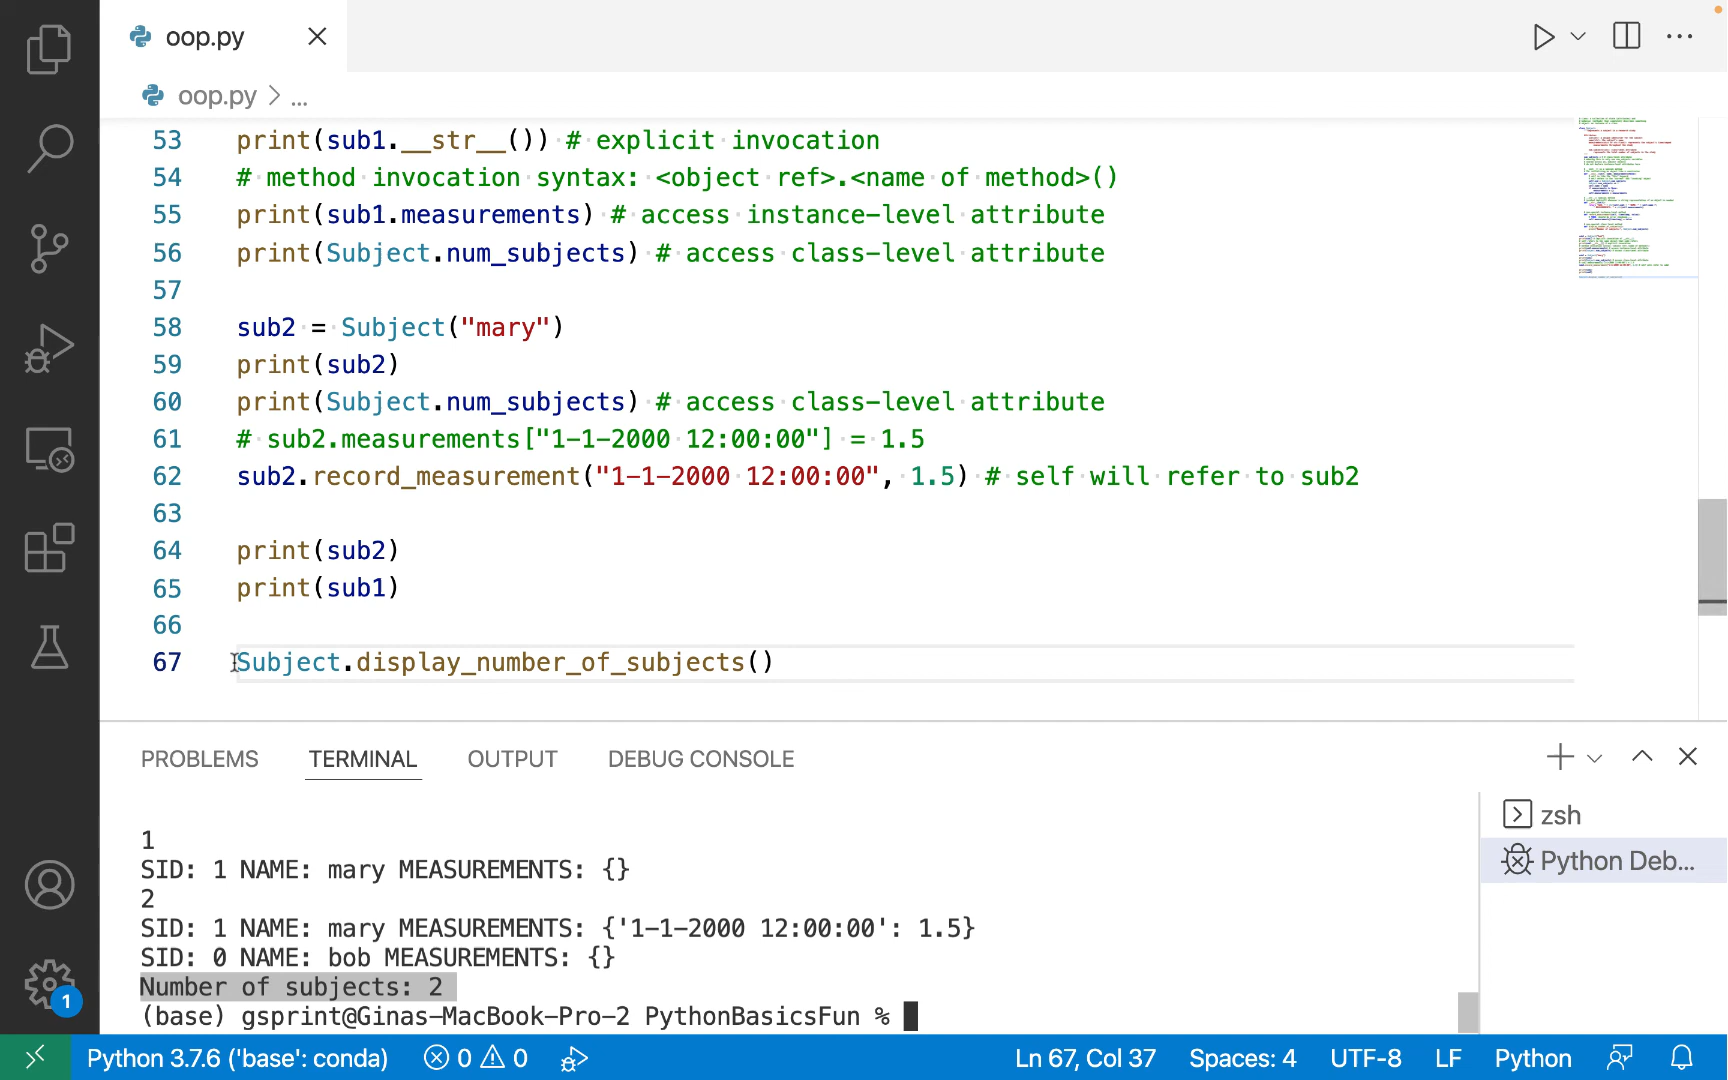 oop.py
oop.py > ...
53 print(sub1.__str__()) # explicit invocation
54 # method invocation syntax: <object ref>.<name of method>()
55 print(sub1.measurements) # access instance-level attribute
56 print(Subject.num_subjects) # access class-level attribute
57
58 sub2 = Subject("mary")
59 print(sub2)
60 print(Subject.num_subjects) # access class-level attribute
61 # sub2.measurements["1-1-2000 12:00:00"] = 1.5
62 sub2.record_measurement("1-1-2000 12:00:00", 1.5) # self will refer to sub2
63
64 print(sub2)
65 print(sub1)
66
67 Subject.display_number_of_subjects()
PROBLEMS TERMINAL OUTPUT DEBUG CONSOLE
zsh
Python Deb...
1
SID: 1 NAME: mary MEASUREMENTS: {}
2
SID: 1 NAME: mary MEASUREMENTS: {'1-1-2000 12:00:00': 1.5}
SID: 0 NAME: bob MEASUREMENTS: {}
Number of subjects: 2
(base) gsprint@Ginas-MacBook-Pro-2 PythonBasicsFun %
1
Python 3.7.6 ('base': conda) 0 0 Ln 67, Col 37 Spaces: 4 UTF-8 LF Python